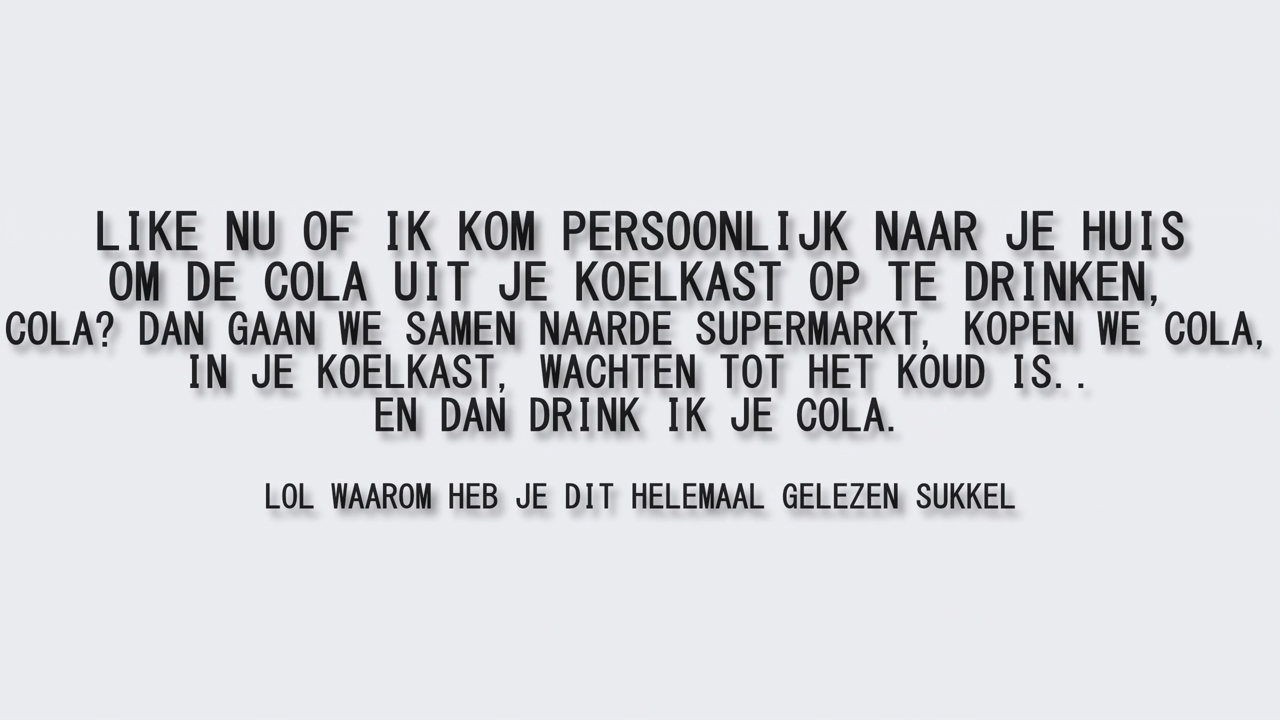 LIKE NU OF IK KOM PERSOONLIJK NAAR JE HUIS
OM DE COLA UIT JE KOELKAST OP TE DRINKEN,
COLA? DAN GAAN WE SAMEN NAARDE SUPERMARKT, KOPEN WE COLA,
IN JE KOELKAST, WACHTEN TOT HET KOUD IS..
EN DAN DRINK IK JE COLA.
LOL WAAROM HEB JE DIT HELEMAAL GELEZEN SUKKEL